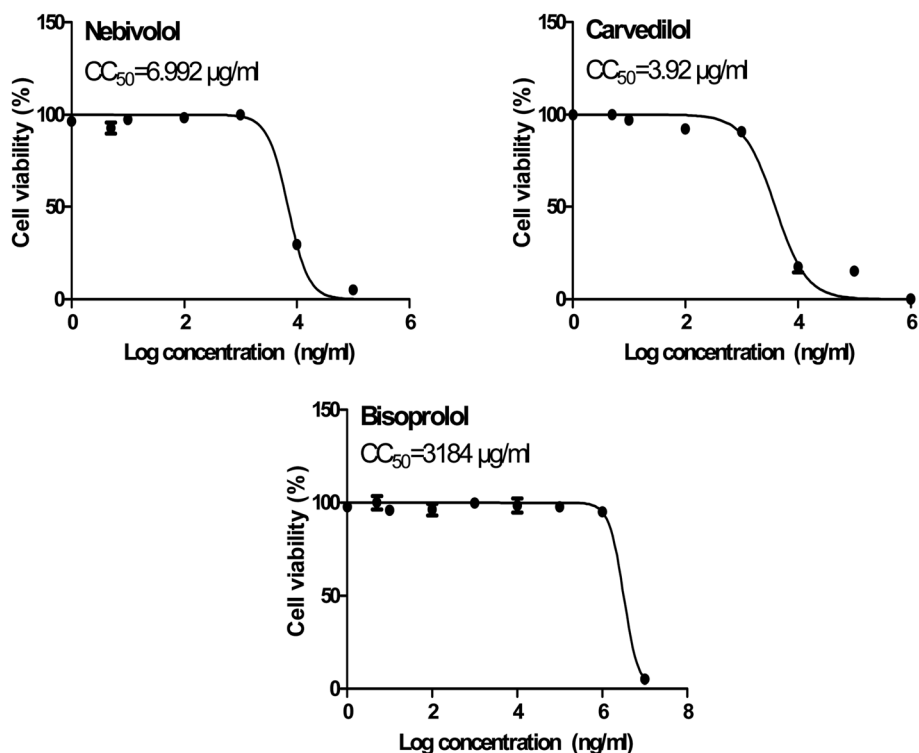 Nebivolol
CC50=6.992 µg/ml
150
100
50
0
Cell viability (%)
0 2 4 6
Log concentration (ng/ml)
Carvedilol
CC50=3.92 µg/ml
150
100
50
0
Cell viability (%)
0 2 4 6
Log concentration (ng/ml)
Bisoprolol
CC50=3184 µg/ml
150
100
50
0
Cell viability (%)
0 2 4 6 8
Log concentration (ng/ml)